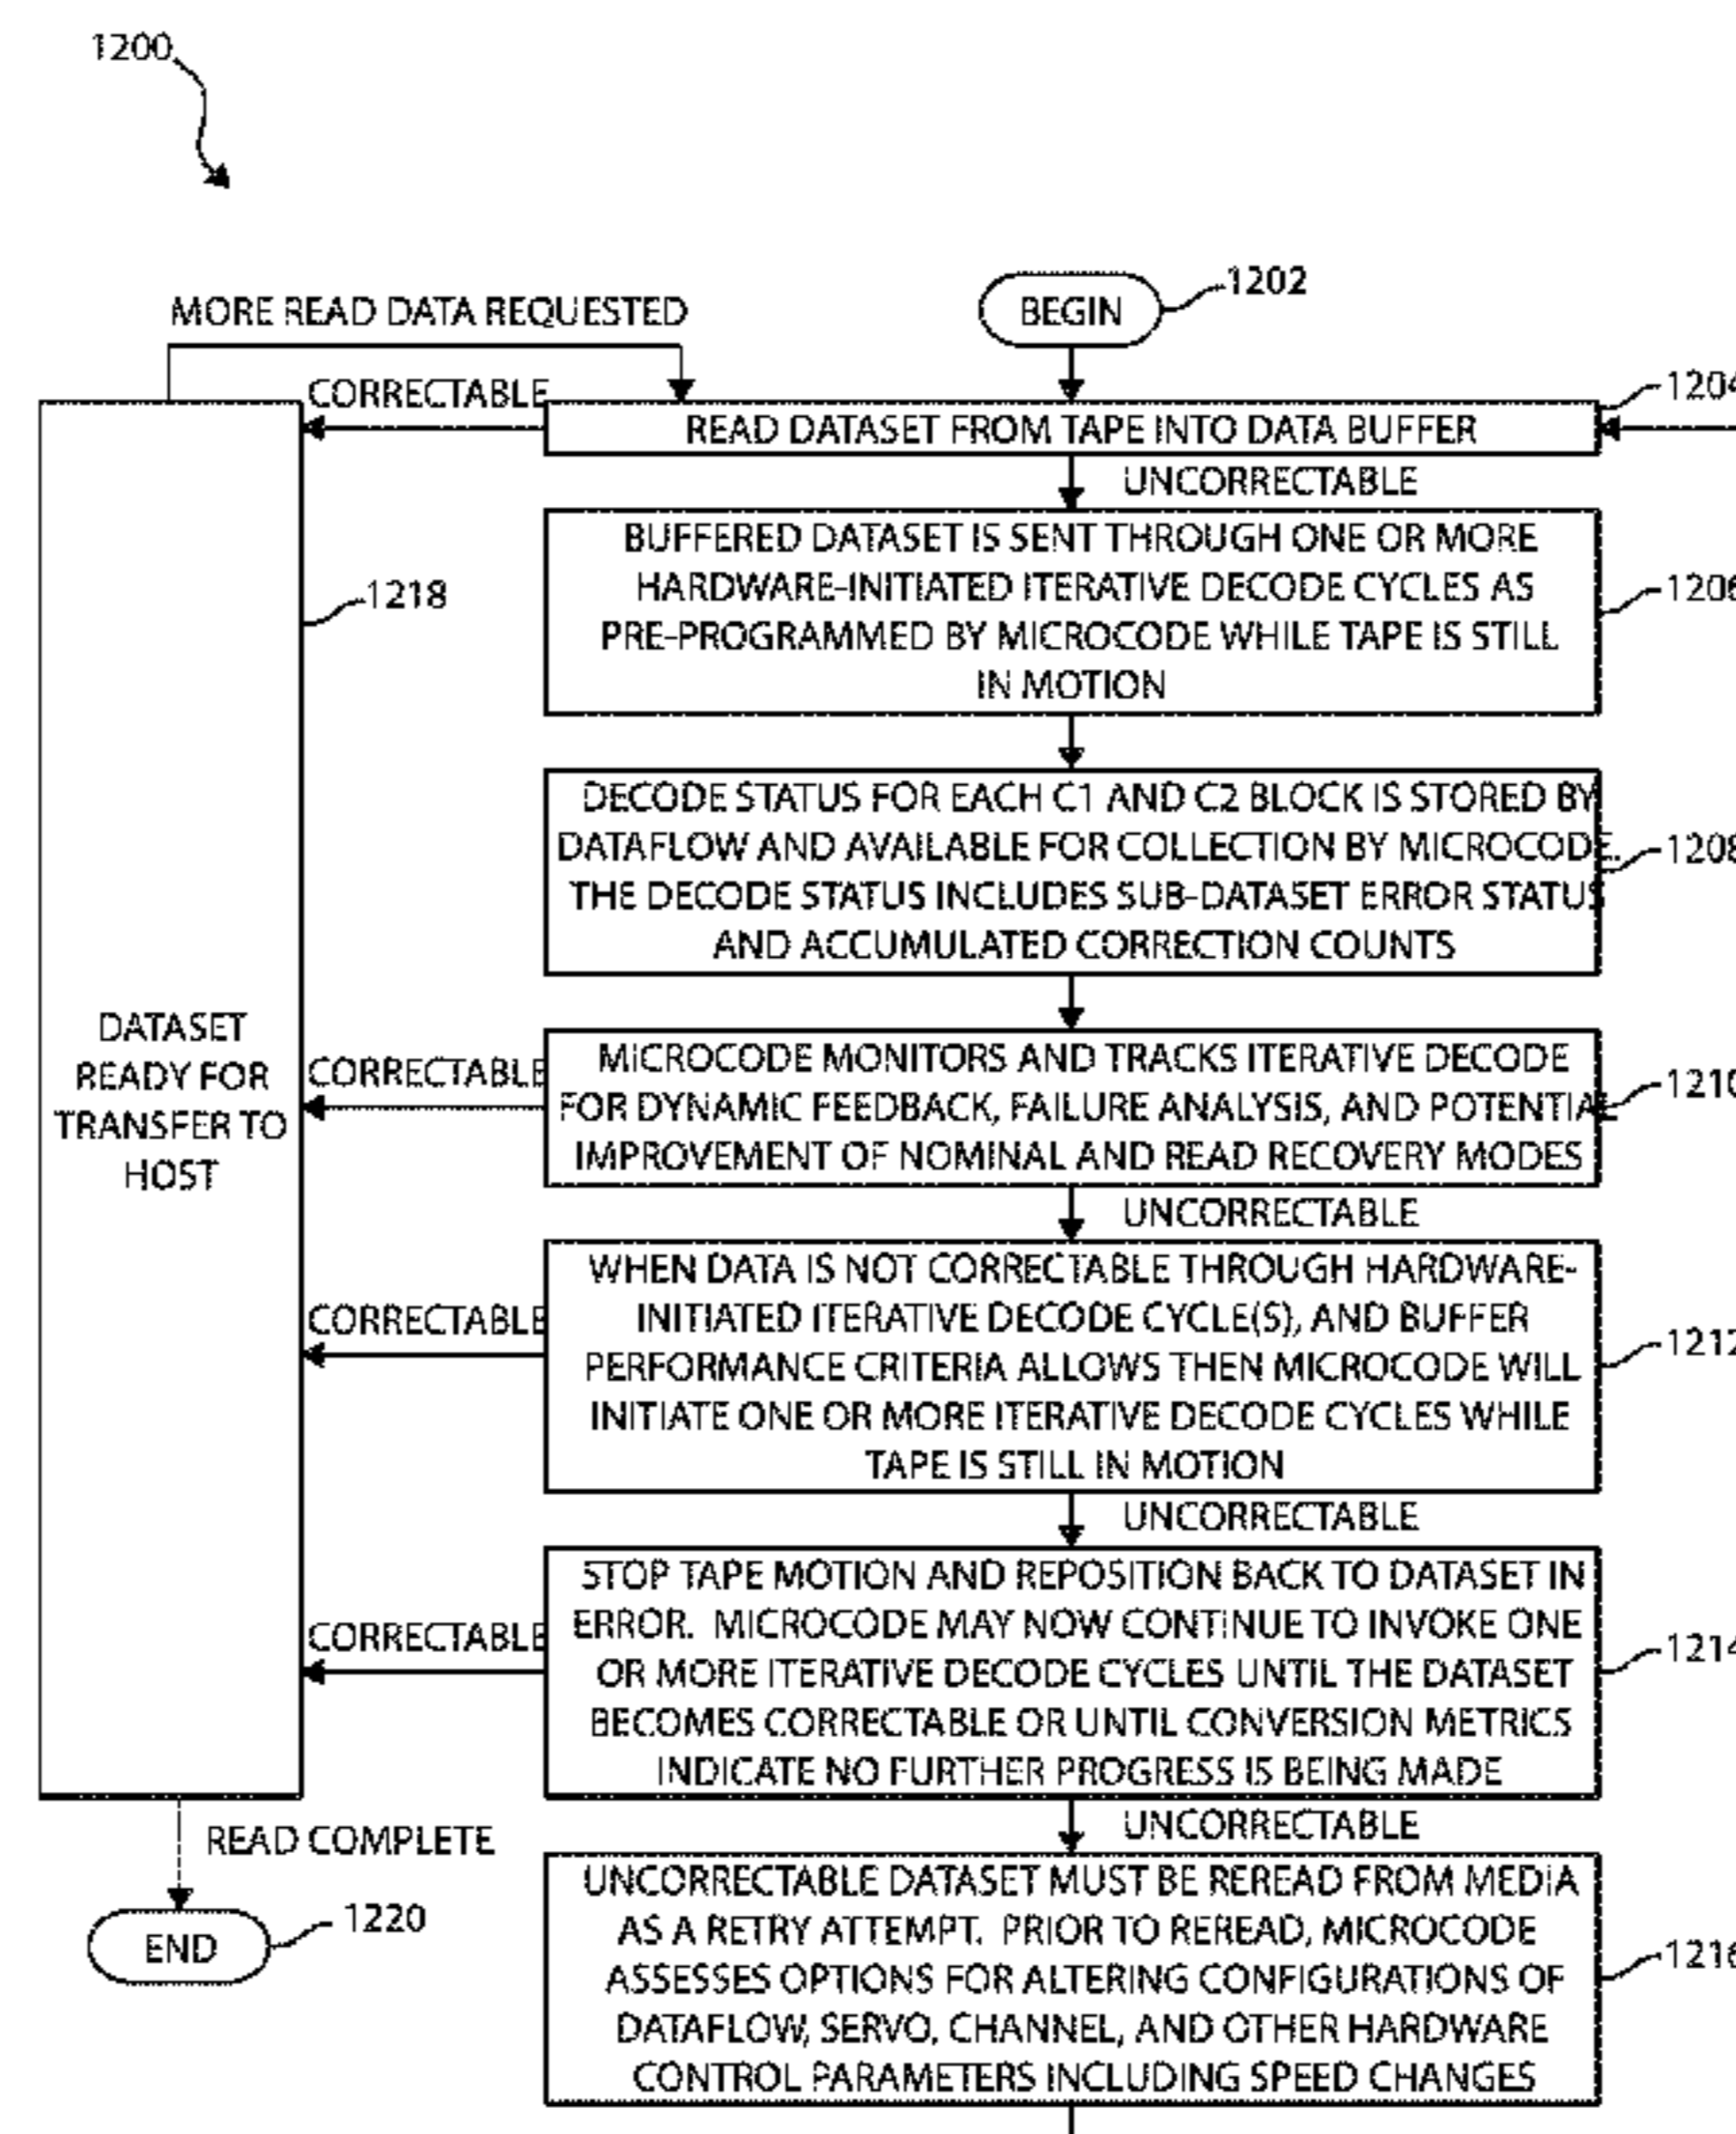 1200
1202
BEGIN
MORE READ DATA REQUESTED
CORRECTABLE
1204
READ DATASET FROM TAPE INTO DATA BUFFER
UNCORRECTABLE
BUFFERED DATASET IS SENT THROUGH ONE OR MORE
HARDWARE-INITIATED ITERATIVE DECODE CYCLES AS
PRE-PROGRAMMED BY MICROCODE WHILE TAPE IS STILL
IN MOTION
1206
1218
DECODE STATUS FOR EACH C1 AND C2 BLOCK IS STORED BY
DATAFLOW AND AVAILABLE FOR COLLECTION BY MICROCODE.
THE DECODE STATUS INCLUDES SUB-DATASET ERROR STATUS
AND ACCUMULATED CORRECTION COUNTS
1208
DATASET
READY FOR
TRANSFER TO
HOST
CORRECTABLE
MICROCODE MONITORS AND TRACKS ITERATIVE DECODE
FOR DYNAMIC FEEDBACK, FAILURE ANALYSIS, AND POTENTIAL
IMPROVEMENT OF NOMINAL AND READ RECOVERY MODES
1210
UNCORRECTABLE
CORRECTABLE
WHEN DATA IS NOT CORRECTABLE THROUGH HARDWARE-
INITIATED ITERATIVE DECODE CYCLE(S), AND BUFFER
PERFORMANCE CRITERIA ALLOWS THEN MICROCODE WILL
INITIATE ONE OR MORE ITERATIVE DECODE CYCLES WHILE
TAPE IS STILL IN MOTION
1212
UNCORRECTABLE
CORRECTABLE
STOP TAPE MOTION AND REPOSITION BACK TO DATASET IN
ERROR. MICROCODE MAY NOW CONTINUE TO INVOKE ONE
OR MORE ITERATIVE DECODE CYCLES UNTIL THE DATASET
BECOMES CORRECTABLE OR UNTIL CONVERSION METRICS
INDICATE NO FURTHER PROGRESS IS BEING MADE
1214
UNCORRECTABLE
READ COMPLETE
END
1220
UNCORRECTABLE DATASET MUST BE REREAD FROM MEDIA
AS A RETRY ATTEMPT. PRIOR TO REREAD, MICROCODE
ASSESSES OPTIONS FOR ALTERING CONFIGURATIONS OF
DATAFLOW, SERVO, CHANNEL, AND OTHER HARDWARE
CONTROL PARAMETERS INCLUDING SPEED CHANGES
1216